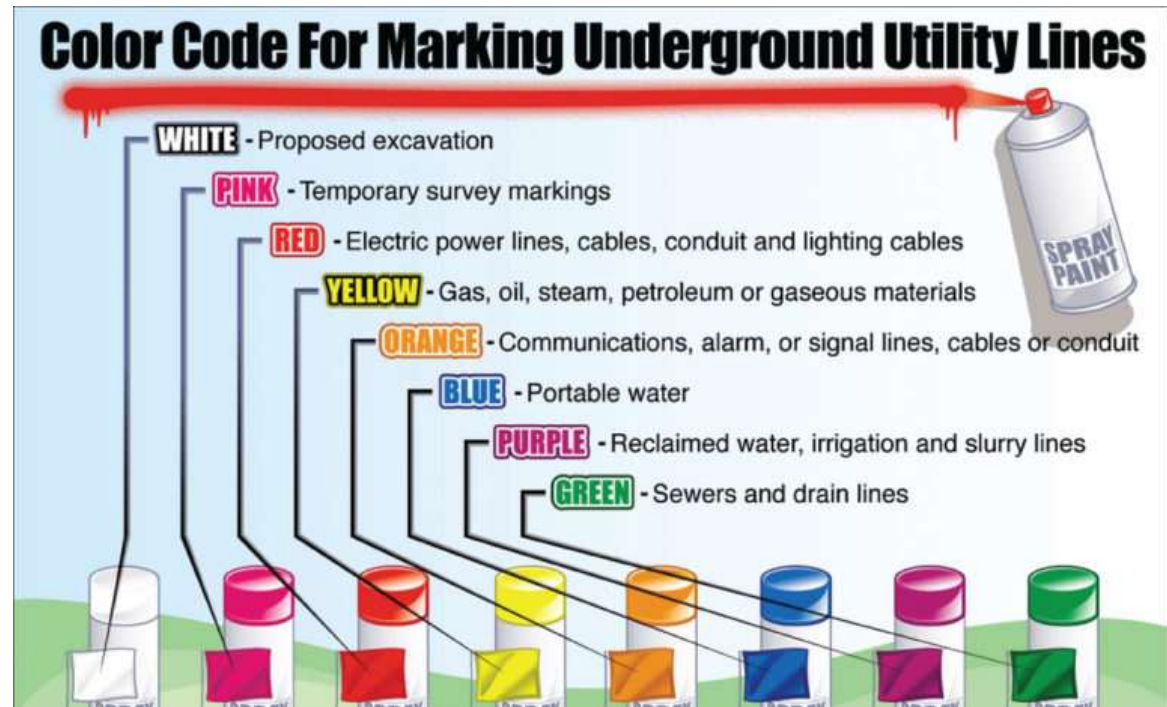 Color Code For Marking Underground Utility Lines
WHITE - Proposed excavation
PINK - Temporary survey markings
RED - Electric power lines, cables, conduit and lighting cables
YELLOW - Gas, oil, steam, petroleum or gaseous materials
ORANGE - Communications, alarm, or signal lines, cables or conduit
BLUE - Portable water
PURPLE - Reclaimed water, irrigation and slurry lines
GREEN - Sewers and drain lines
SPRAY
PAINT